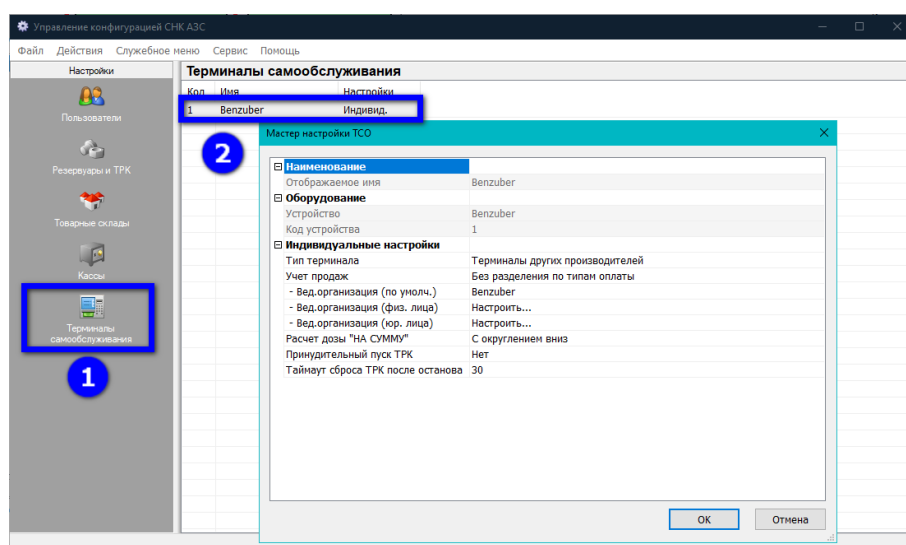 Управление конфигурацией СНК АЗС
Файл Действия Служебное меню Сервис Помощь
Настройки
Пользователи
Резервуары и ТРК
Товарные склады
Кассы
Терминалы
самообслуживания
1
Терминалы самообслуживания
Код Имя Настройки
1 Benzuber Индивид.
2
Мастер настройки ТСО
Наименование
Отображаемое имя Benzuber
Оборудование
Устройство Benzuber
Код устройства 1
Индивидуальные настройки
Тип терминала Терминалы других производителей
Учет продаж Без разделения по типам оплаты
- Вед.организация (по умолч.) Benzuber
- Вед.организация (физ. лица) Настроить...
- Вед.организация (юр. лица) Настроить...
Расчет дозы "НА СУММУ" С округлением вниз
Принудительный пуск ТРК Нет
Таймаут сброса ТРК после останова 30
ОК Отмена